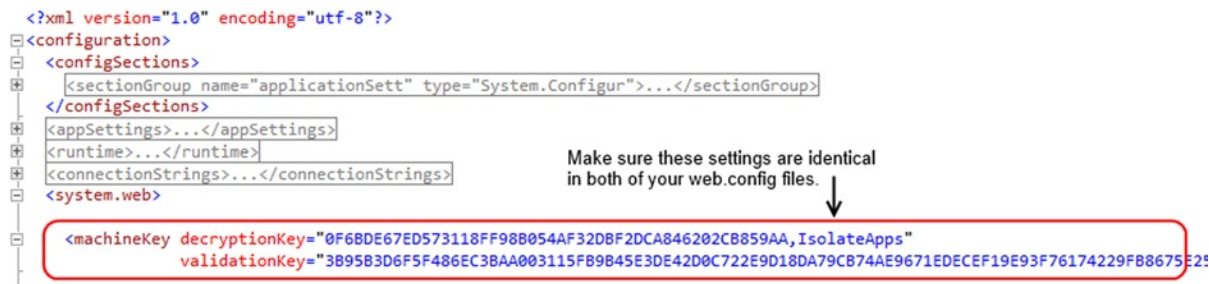 <?xml version="1.0" encoding="utf-8"?>
<configuration>
<configSections>
<sectionGroup name="applicationSett" type="System.Configur">...</sectionGroup>
</configSections>
<appSettings>...</appSettings>
<runtime>...</runtime>
<connectionStrings>...</connectionStrings>
<system.web>
Make sure these settings are identical
in both of your web.config files.
<machineKey decryptionKey="0F6BDE67ED573118FF98B054AF32DBF2DCA846202CB859AA,IsolateApps"
validationKey="3B95B3D6F5F486EC3BAA003115FB9B45E3DE42D0C722E9D18DA79CB74AE9671EDECEF19E93F76174229FB8675E25